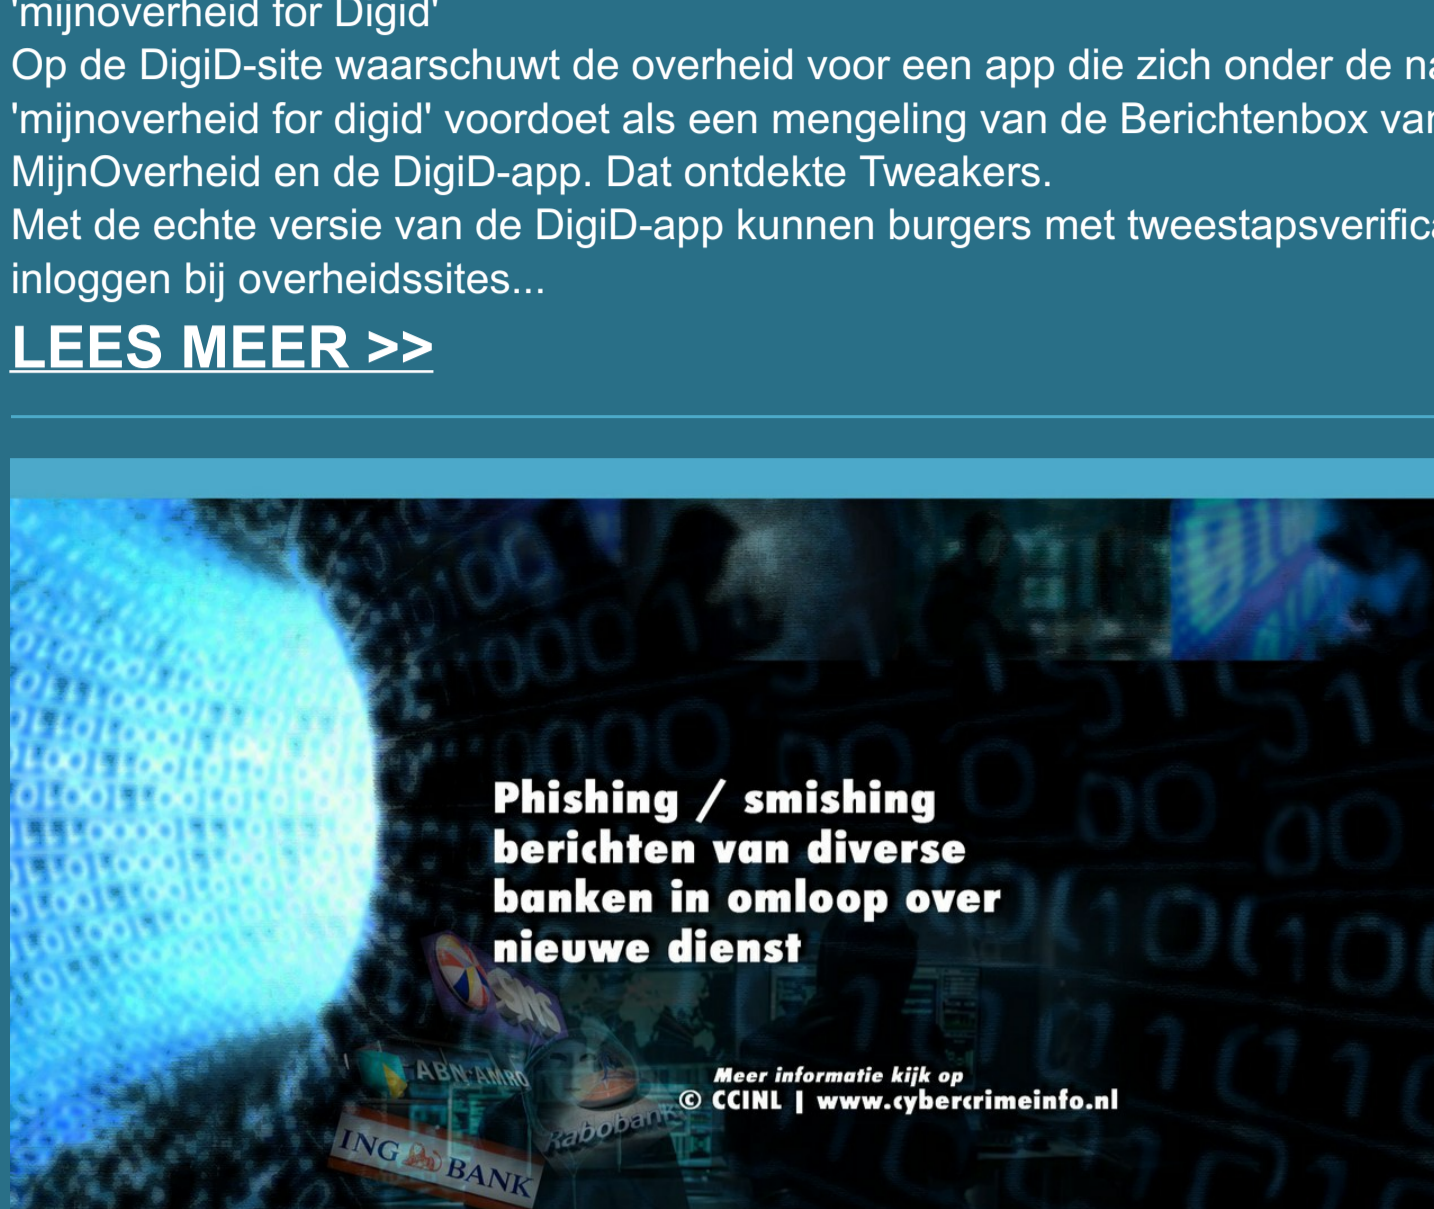 'mijnoverheid for Digid'
Op de DigiD-site waarschuwt de overheid voor een app die zich onder de
'mijnoverheid for digid' voordoet als een mengeling van de Berichtenbox
MijnOverheid en de DigiD-app. Dat ontdekte Tweakers.
Met de echte versie van de DigiD-app kunnen burgers met
inloggen bij overheidssites...
LEES MEER >>
Phishing / smishing
berichten van diverse
banken in omloop over
nieuwe dienst
SNS
ABN·AMRO
Rabobank
ING BANK
Meer informatie kijk op
© CCINL | www.cybercrimeinfo.nl